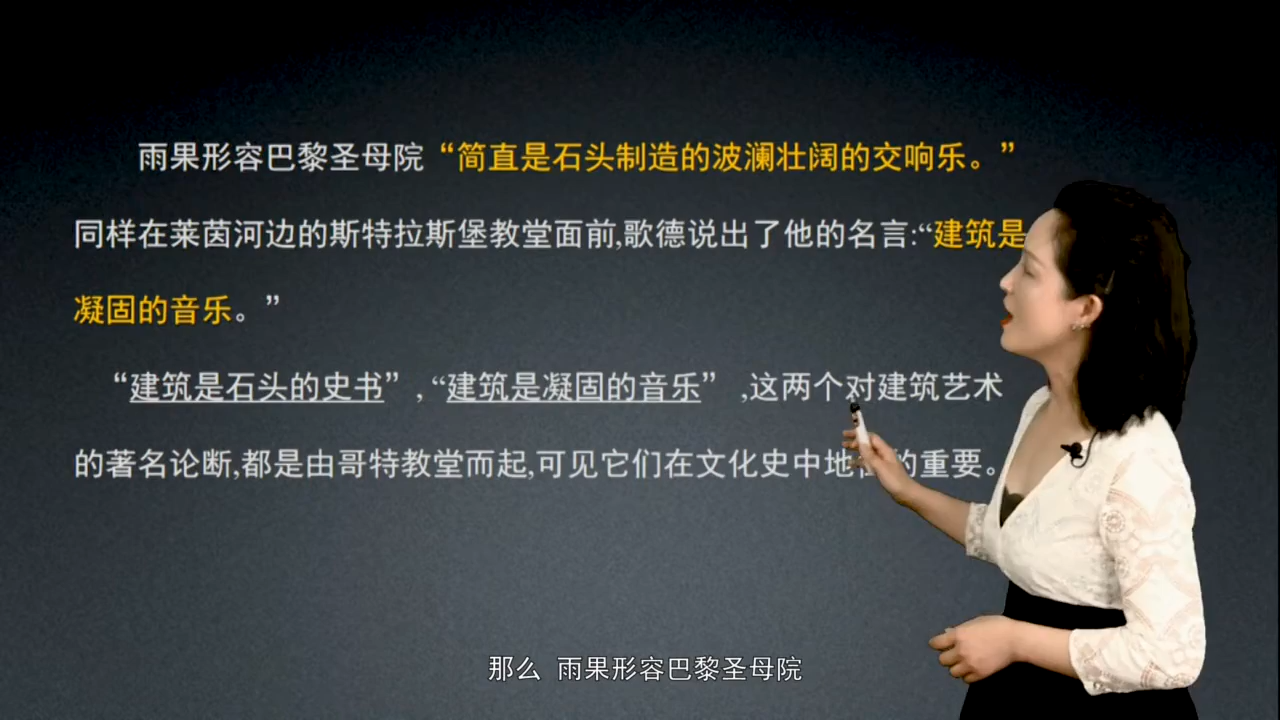 雨果形容巴黎圣母院“简直是石头制造的波澜壮阔的交响乐。”
同样在莱茵河边的斯特拉斯堡教堂面前,歌德说出了他的名言:“建筑是
凝固的音乐。”
“建筑是石头的史书”,“建筑是凝固的音乐” ,这两个对建筑艺术
的著名论断,都是由哥特教堂而起,可见它们在文化史中地位的重要。
那么 雨果形容巴黎圣母院